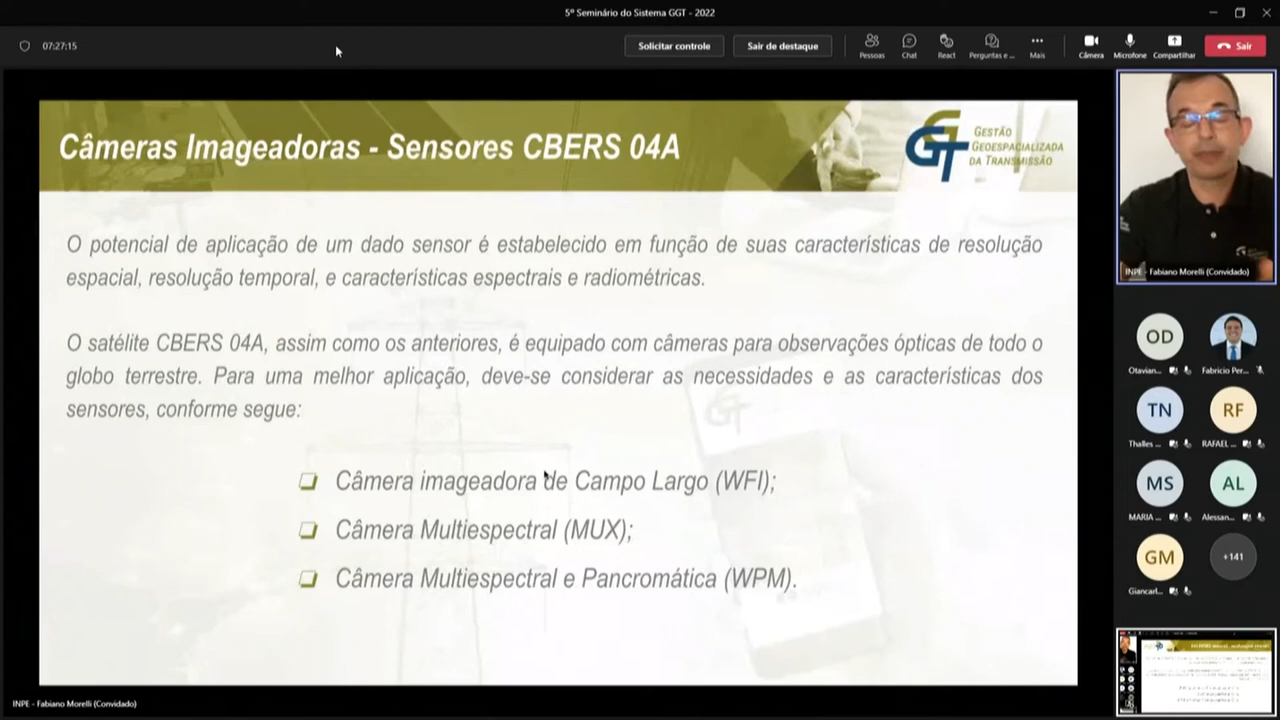 5º Seminário do Sistema GGT - 2022
07:27:15
Solicitar controle
Sair de destaque
Pessoas
Chat
React
Perguntas e ...
Mais
Câmera
Microfone
Compartilhar
Sair
Câmeras Imageadoras - Sensores CBERS 04A
GGT
GESTÃO
GEOESPACIALIZADA
DA TRANSMISSÃO
O potencial de aplicação de um dado sensor é estabelecido em função de suas características de resolução
espacial, resolução temporal, e características espectrais e radiométricas.
O satélite CBERS 04A, assim como os anteriores, é equipado com câmeras para observações ópticas de todo o
globo terrestre. Para uma melhor aplicação, deve-se considerar as necessidades e as características dos
sensores, conforme segue:
Câmera imageadora de Campo Largo (WFI);
Câmera Multiespectral (MUX);
Câmera Multiespectral e Pancromática (WPM).
INPE - Fabiano Morelli (Convidado)
OD
Otavian...
Fabricio Per...
TN
Thalles ...
RF
RAFAEL ...
MS
MARIA ...
AL
Alessan...
GM
Giancarl...
+141
INPE - Fabiano Morelli (Convidado)